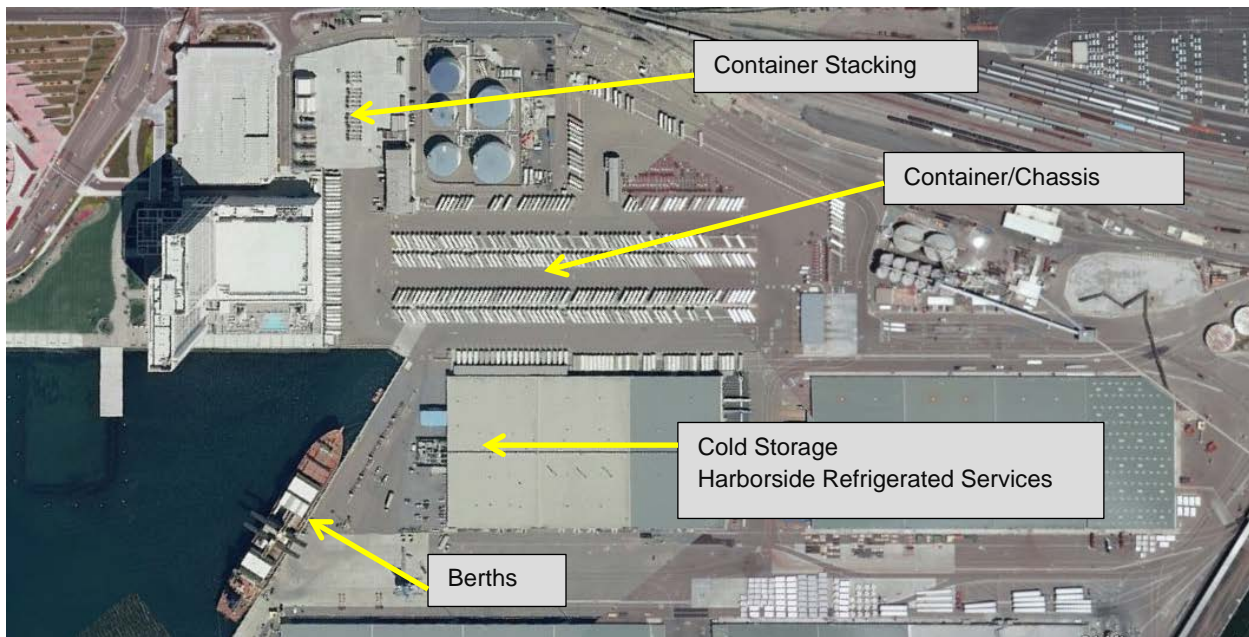 Container Stacking
Container/Chassis
Cold Storage
Harborside Refrigerated Services
Berths